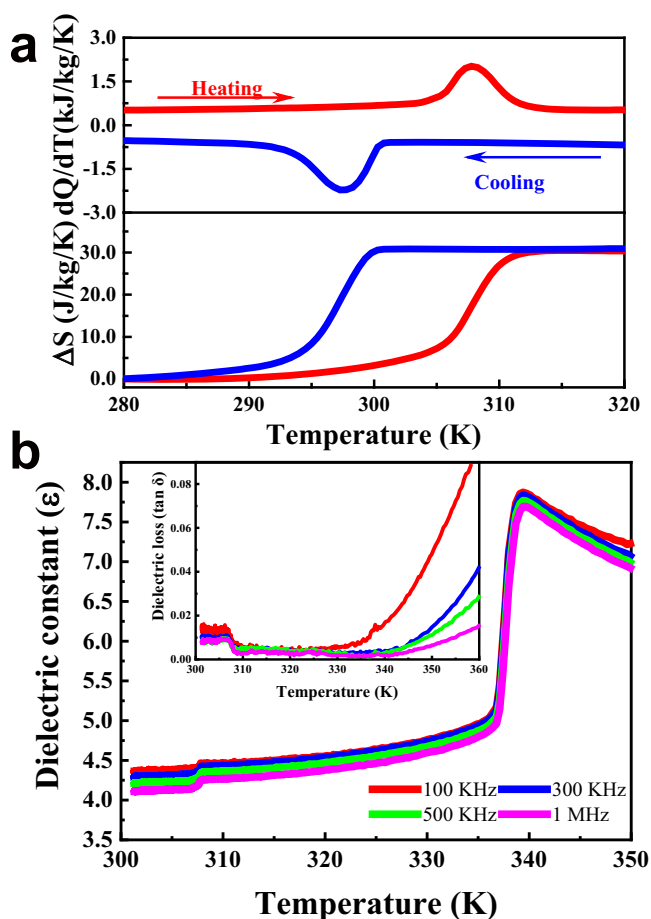 a
dQ/dT(kJ/kg/K)
3.0
1.5
0.0
-1.5
-3.0
Heating
Cooling
ΔS (J/kg/K)
30.0
20.0
10.0
0.0
280 290 300 310 320
Temperature (K)
b
Dielectric constant (ε)
8.0
7.5
7.0
6.5
6.0
5.5
5.0
4.5
4.0
3.5
Dielectric loss (tan δ)
0.08
0.06
0.04
0.02
0.00
300 310 320 330 340 350 360
Temperature (K)
100 KHz 300 KHz
500 KHz 1 MHz
300 310 320 330 340 350
Temperature (K)